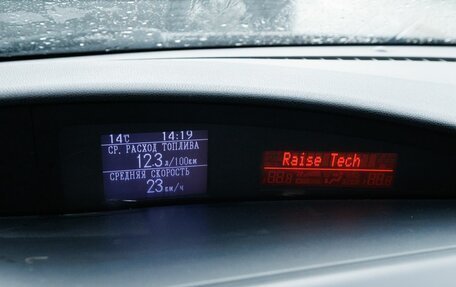 14°C 14:19
СР. РАСХОД ТОПЛИВА
12.3 л/100км
СРЕДНЯЯ СКОРОСТЬ
23 км/ч
Raise Tech